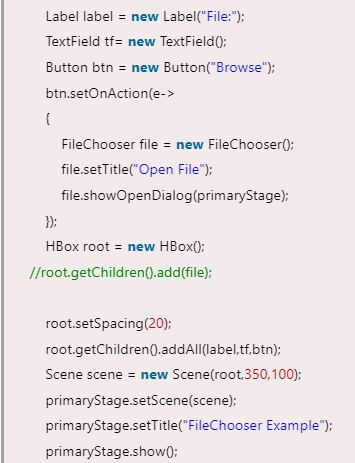 Label label = new Label("File:");
TextField tf= new TextField();
Button btn = new Button("Browse");
btn.setOnAction(e->
{
FileChooser file = new FileChooser();
file.setTitle("Open File");
file.showOpenDialog(primaryStage);
});
HBox root = new HBox();
//root.getChildren().add(file);
root.setSpacing(20);
root.getChildren().addAll(label,tf,btn);
Scene scene = new Scene(root,350,100);
primaryStage.setScene(scene);
primaryStage.setTitle("FileChooser Example");
primaryStage.show();